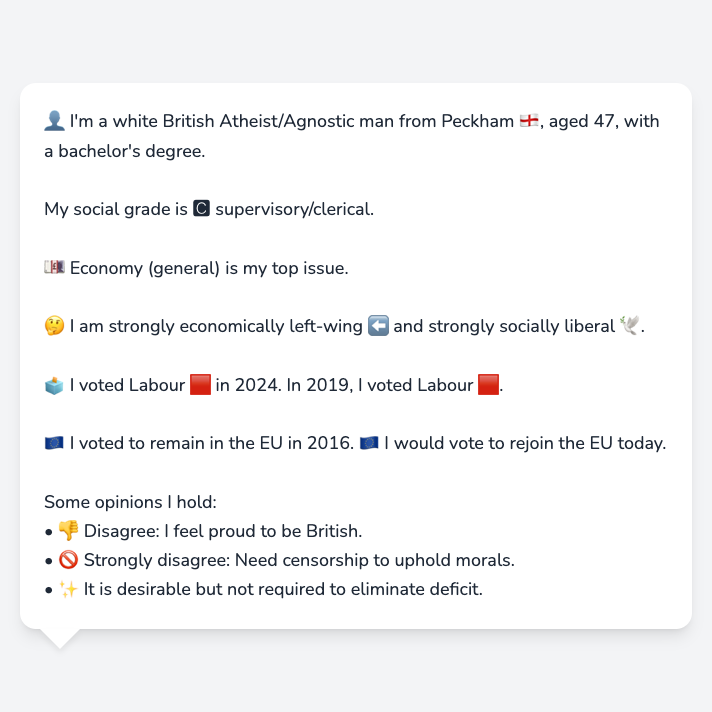 👤 I'm a white British Atheist/Agnostic man from Peckham 🏴󠁧󠁢󠁥󠁮󠁧󠁿, aged 47, with
a bachelor's degree.
My social grade is 🅲 supervisory/clerical.
💷 Economy (general) is my top issue.
🤔 I am strongly economically left-wing ⬅️ and strongly socially liberal 🕊️.
🗳️ I voted Labour 🟥 in 2024. In 2019, I voted Labour 🟥.
🇪🇺 I voted to remain in the EU in 2016. 🇪🇺 I would vote to rejoin the EU today.
Some opinions I hold:
• 👎 Disagree: I feel proud to be British.
• 🚫 Strongly disagree: Need censorship to uphold morals.
• ✨ It is desirable but not required to eliminate deficit.